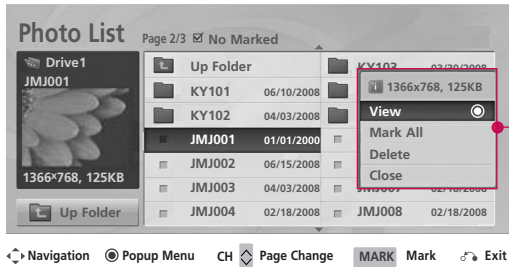 Photo List Page 2/3 No Marked
Drive1
JMJ001
1366x768, 125KB
Up Folder
Up Folder
KY101 06/10/2008
KY102 04/03/2008
JMJ001 01/01/2000
JMJ002 06/15/2008
JMJ003 04/03/2008
JMJ004 02/18/2008
KY103 03/30/2008
1366x768, 125KB
View
Mark All
Delete
Close
JMJ008 02/18/2008
Navigation Popup Menu CH Page Change MARK Mark Exit